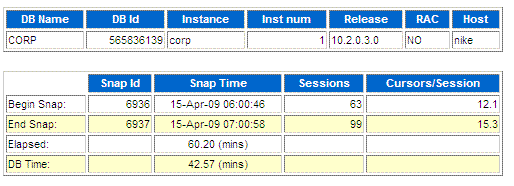 DB Name DB Id Instance Inst num Release RAC Host
CORP 565836139 corp 1 10.2.0.3.0 NO nike
Snap Id Snap Time Sessions Cursors/Session
Begin Snap: 6936 15-Apr-09 06:00:46 63 12.1
End Snap: 6937 15-Apr-09 07:00:58 99 15.3
Elapsed: 60.20 (mins)
DB Time: 42.57 (mins)